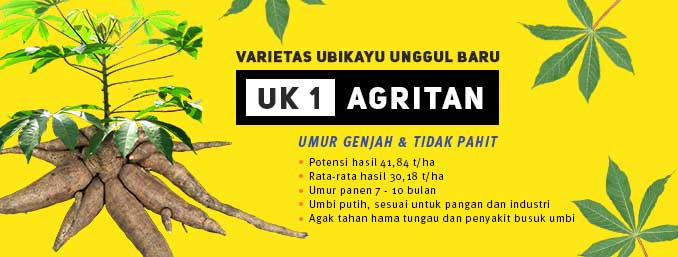 VARIETAS UBIKAYU UNGGUL BARU
UK 1 AGRITAN
UMUR GENJAH & TIDAK PAHIT
• Potensi hasil 41,84 t/ha
• Rata-rata hasil 30,18 t/ha
• Umur panen 7 - 10 bulan
• Umbi putih, sesuai untuk pangan dan industri
• Agak tahan hama tungau dan penyakit busuk umbi